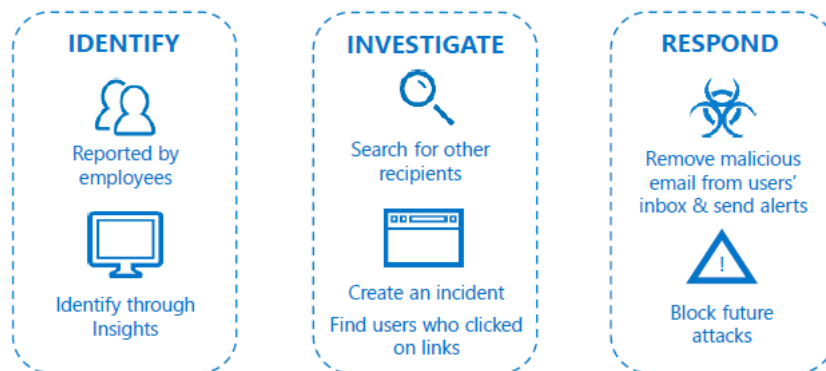 IDENTIFY
Reported by
employees
Identify through
Insights
INVESTIGATE
Search for other
recipients
Create an incident
Find users who clicked
on links
RESPOND
Remove malicious
email from users'
inbox & send alerts
!
Block future
attacks